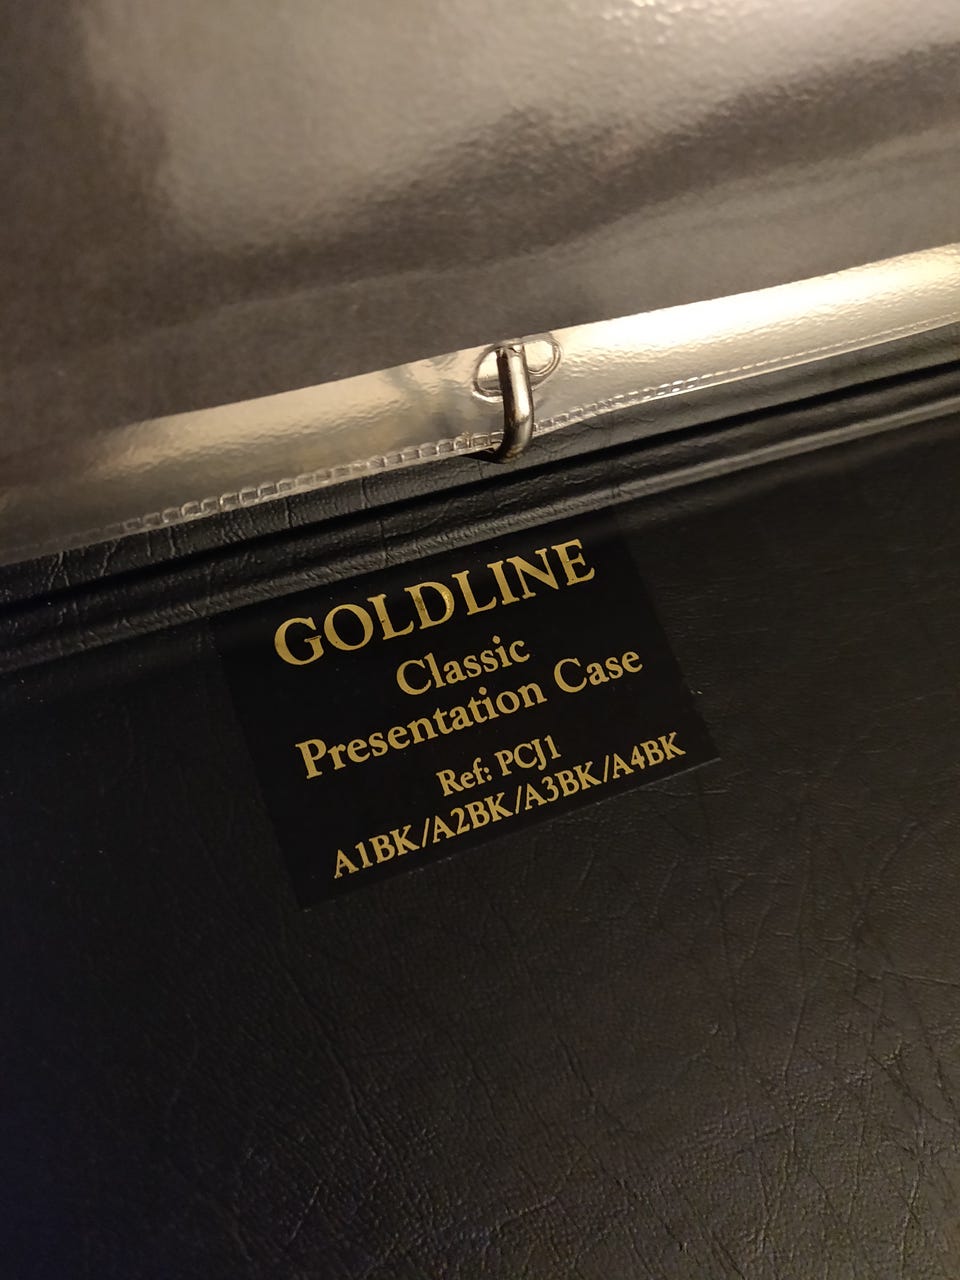 GOLDLINE
Classic
Presentation Case
Ref: PCJ1
A1BK/A2BK/A3BK/A4BK